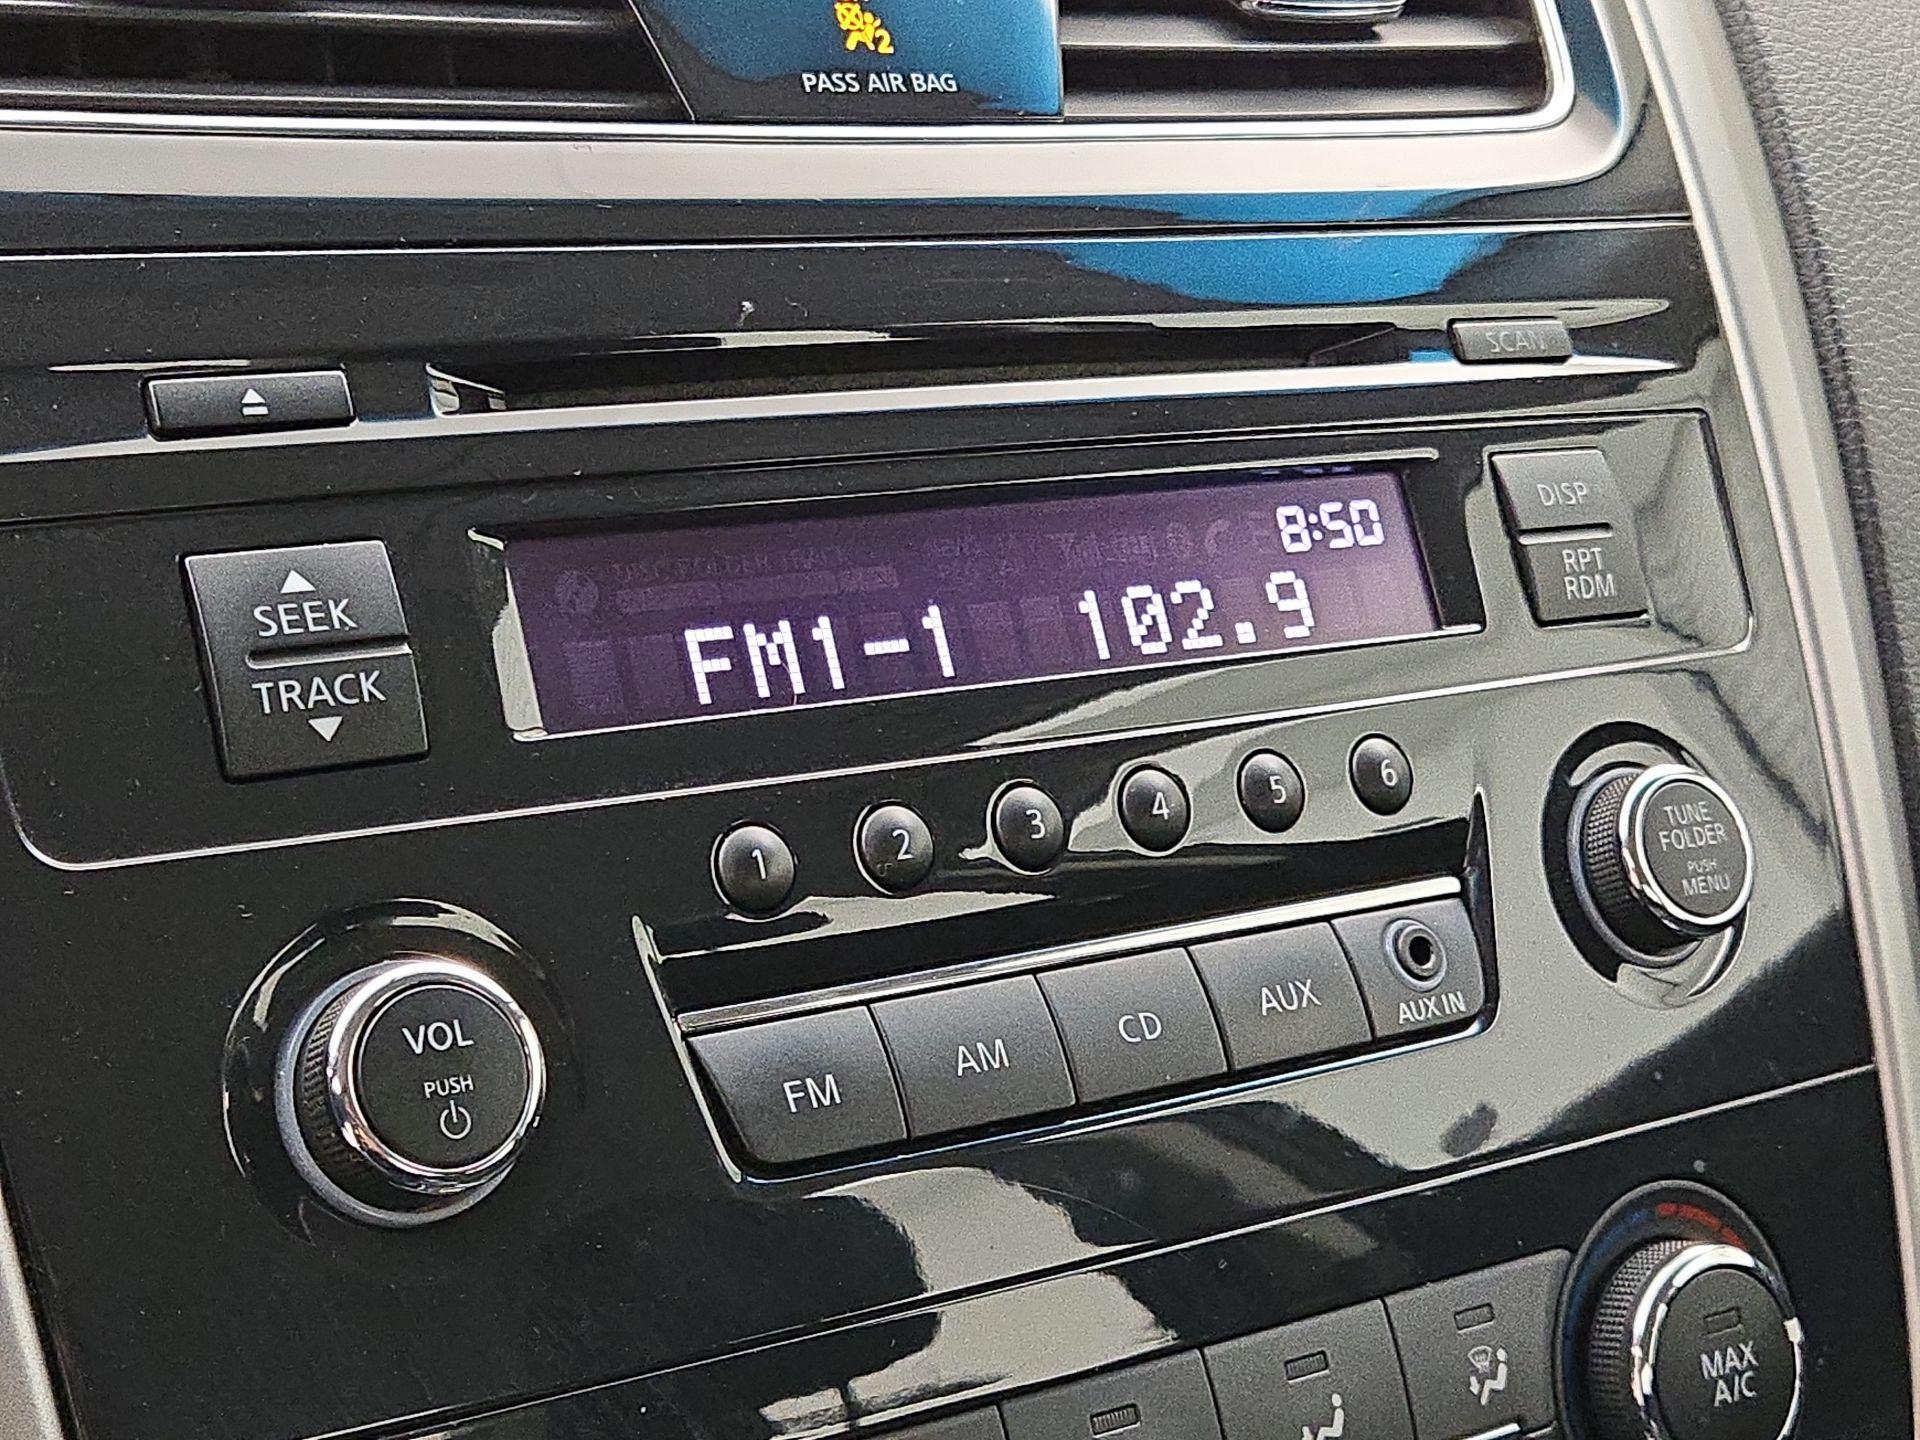 2
PASS AIR BAG
SCAN
8:50
FM1-1 102.9
DISP
RPT
RDM
SEEK
TRACK
1 2 3 4 5 6
TUNE
FOLDER
PUSH
MENU
VOL
PUSH
FM AM CD AUX AUX IN
MAX
A/C